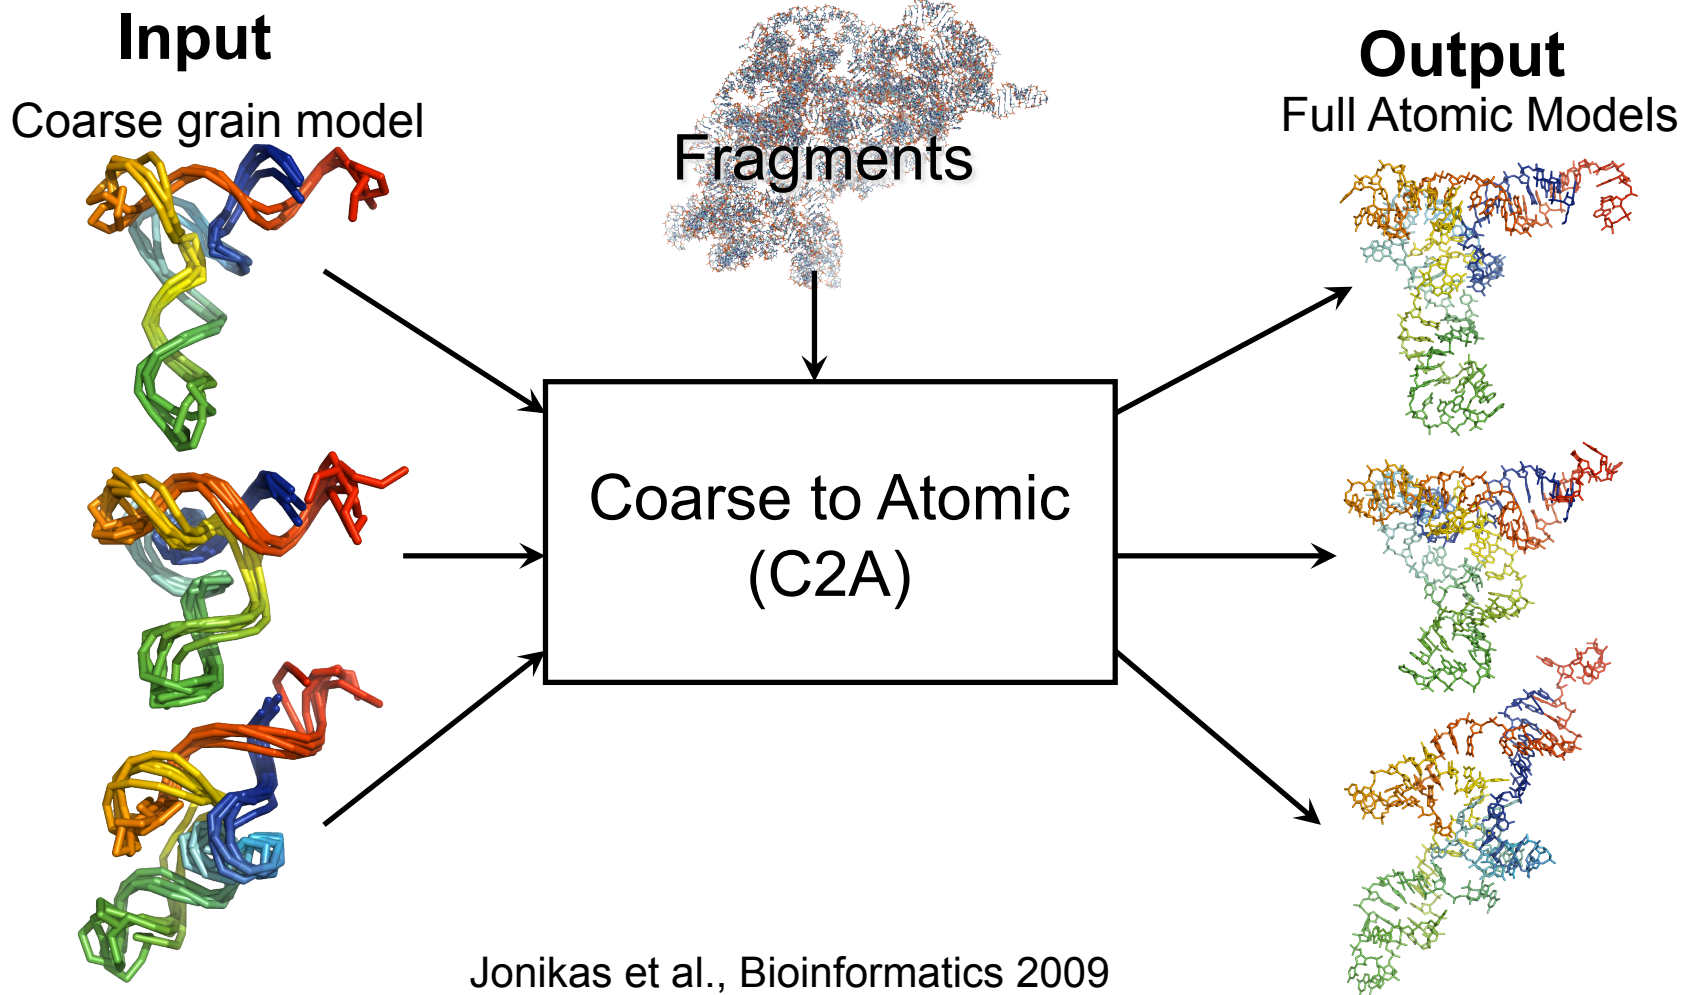 Input
Coarse grain model
Fragments
Output
Full Atomic Models
Coarse to Atomic
(C2A)
Jonikas et al., Bioinformatics 2009